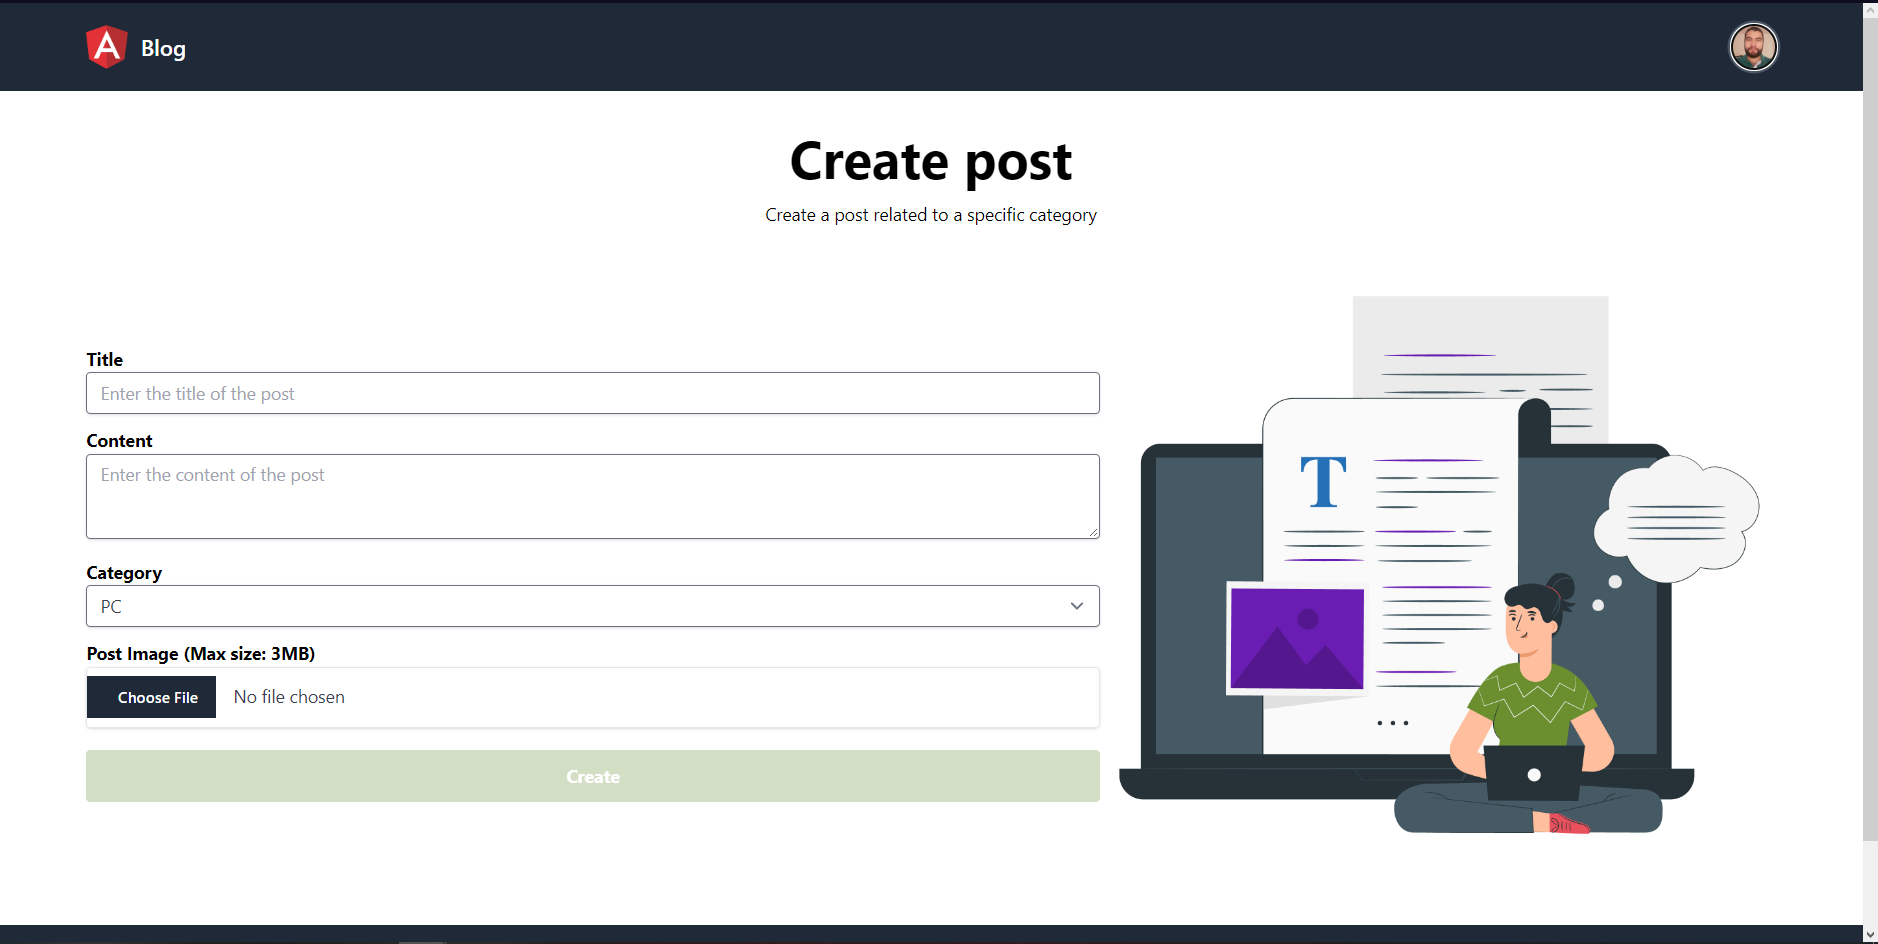 Blog
Create post
Create a post related to a specific category
Title
Enter the title of the post
Content
Enter the content of the post
Category
PC
Post Image (Max size: 3MB)
Choose File No file chosen
Create
T